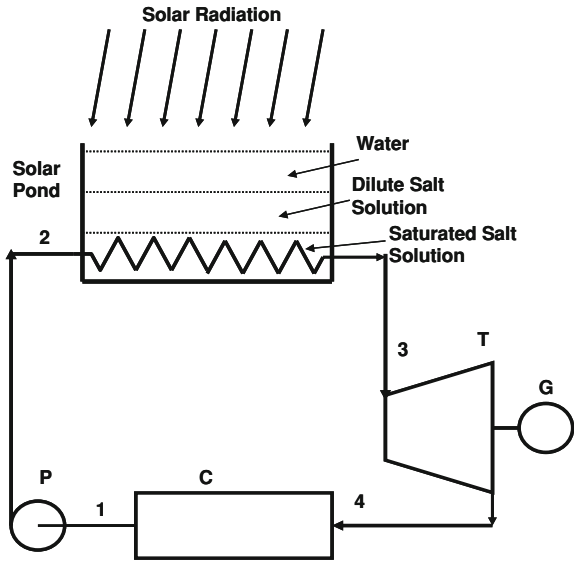 Solar Radiation
Water
Solar
Pond
Dilute Salt
Solution
Saturated Salt
Solution
2
3
T
G
P
C
1
4